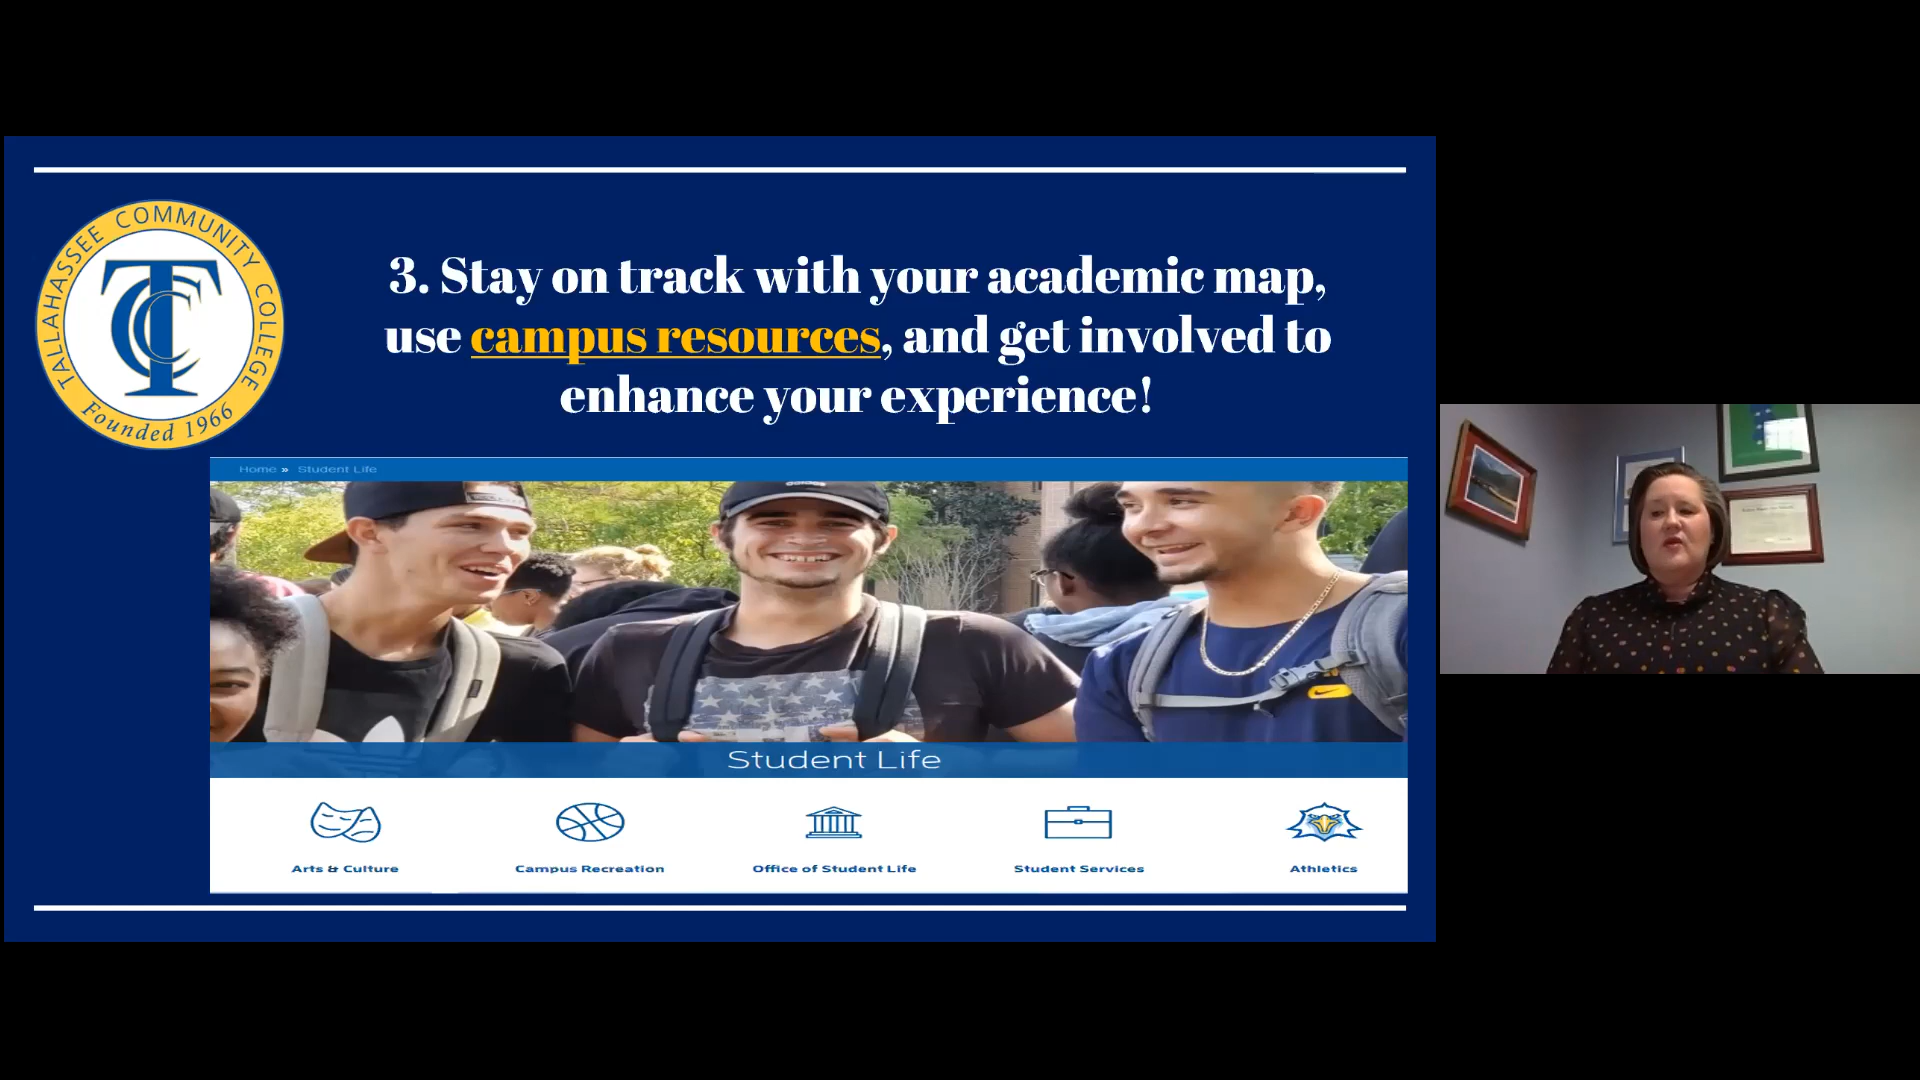 TALLAHASSEE COMMUNITY COLLEGE
TCC
Founded 1966
3. Stay on track with your academic map,
use campus resources, and get involved to
enhance your experience!
Home » Student Life
Student Life
Arts & Culture
Campus Recreation
Office of Student Life
Student Services
Athletics